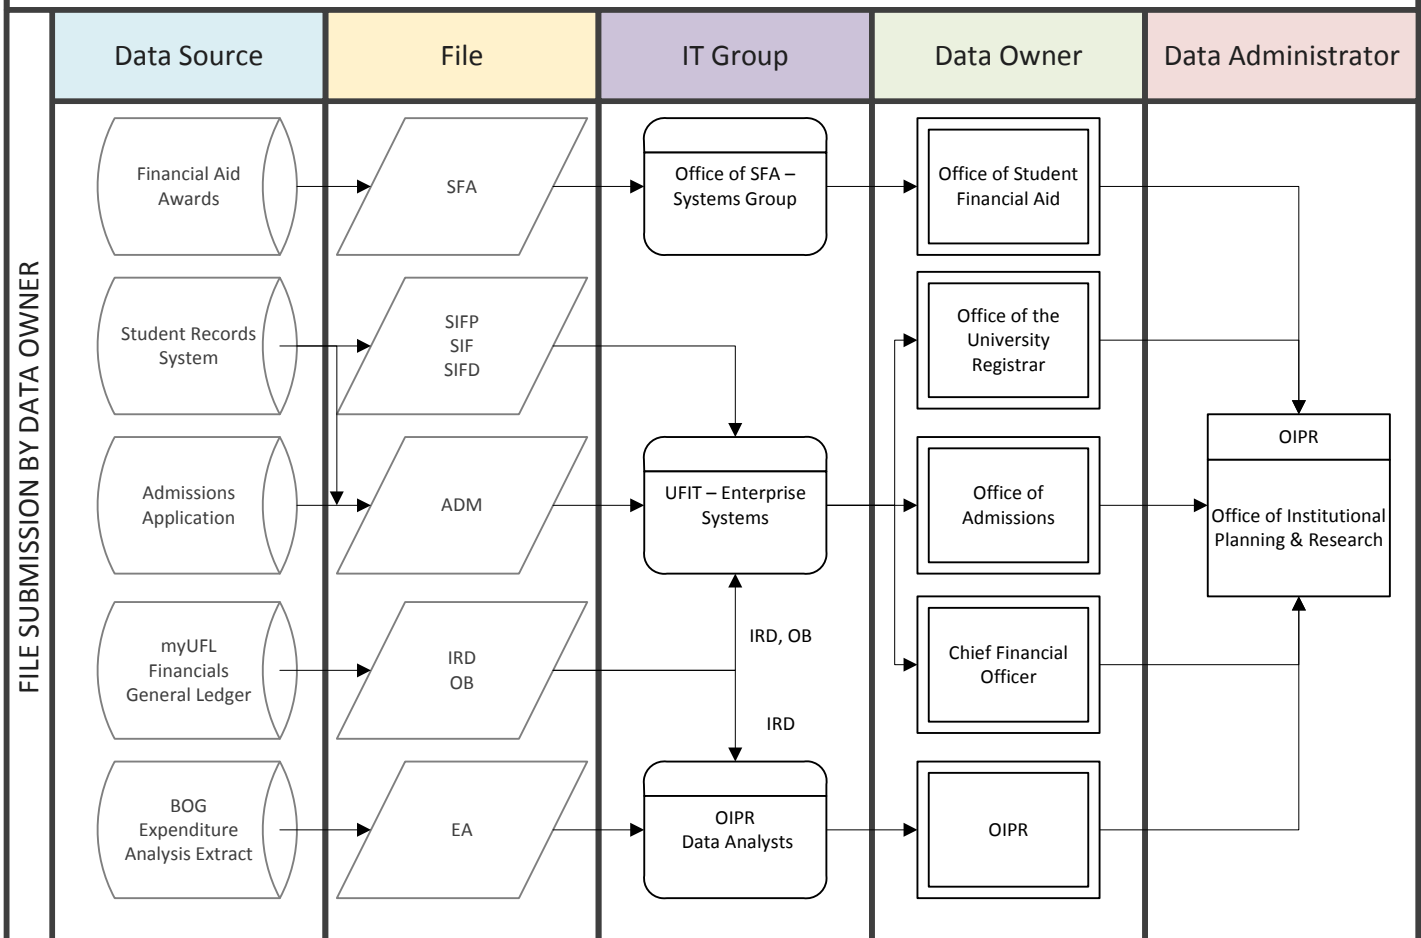 Data Source
File
IT Group
Data Owner
Data Administrator
FILE SUBMISSION BY DATA OWNER
Financial Aid
Awards
SFA
Office of SFA –
Systems Group
Office of Student
Financial Aid
Student Records
System
SIFP
SIF
SIFD
Office of the
University
Registrar
Admissions
Application
ADM
UFIT – Enterprise
Systems
Office of
Admissions
OIPR
Office of Institutional
Planning & Research
myUFL
Financials
General Ledger
IRD
OB
IRD, OB
IRD
Chief Financial
Officer
BOG
Expenditure
Analysis Extract
EA
OIPR
Data Analysts
OIPR